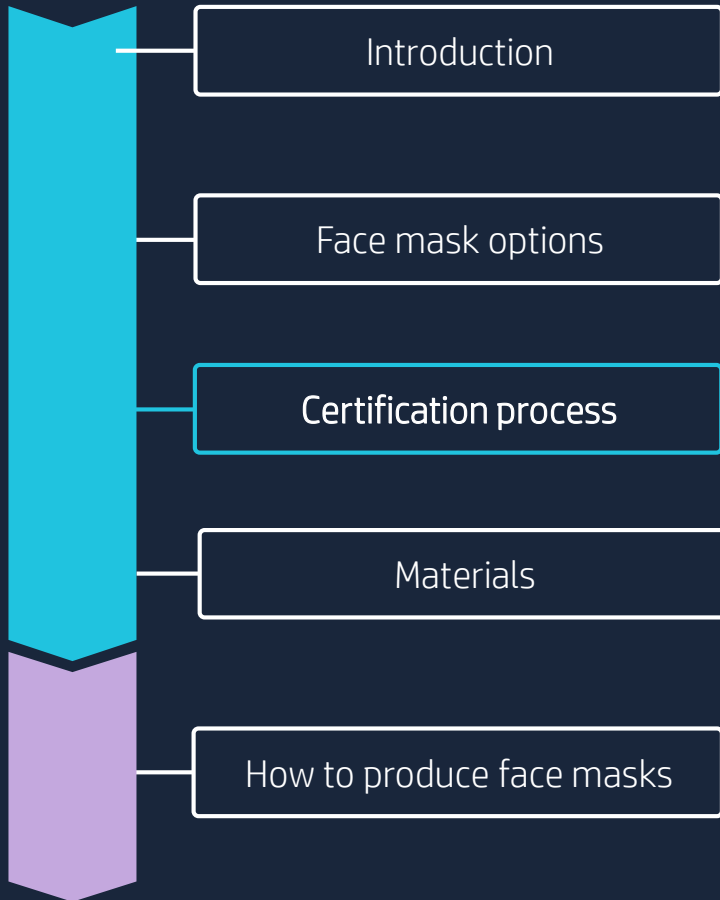 Introduction
Face mask options
Certification process
Materials
How to produce face masks